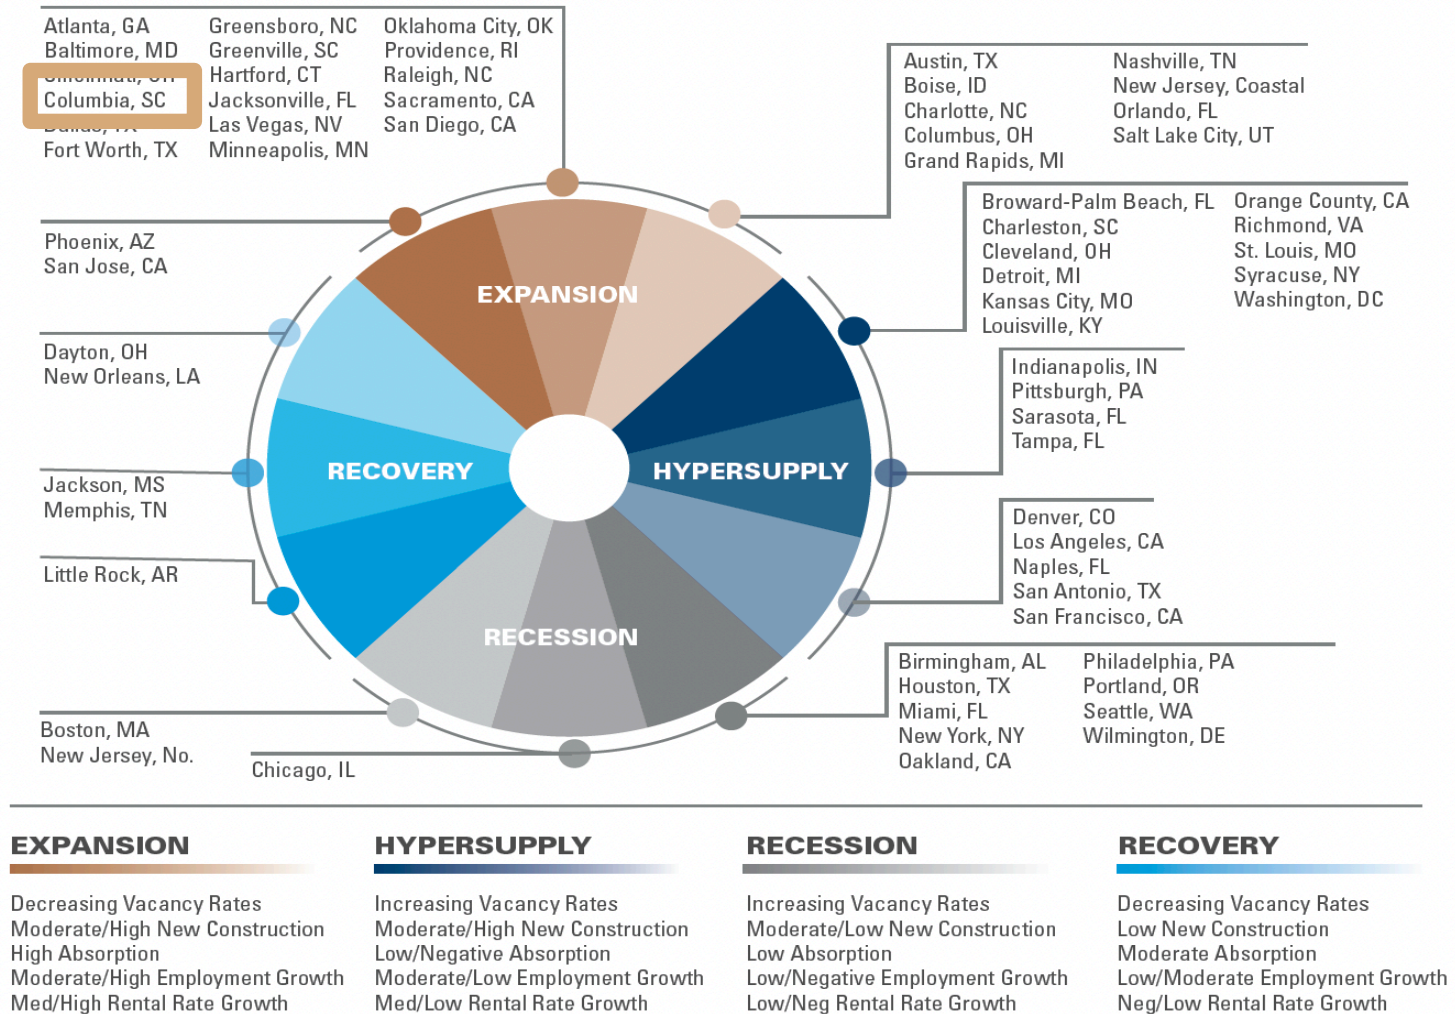 Atlanta, GA
Baltimore, MD
Cincinnati, OH
Columbia, SC
Dallas, TX
Fort Worth, TX
Greensboro, NC
Greenville, SC
Hartford, CT
Jacksonville, FL
Las Vegas, NV
Minneapolis, MN
Oklahoma City, OK
Providence, RI
Raleigh, NC
Sacramento, CA
San Diego, CA
Austin, TX
Boise, ID
Charlotte, NC
Columbus, OH
Grand Rapids, MI
Nashville, TN
New Jersey, Coastal
Orlando, FL
Salt Lake City, UT
Broward-Palm Beach, FL
Charleston, SC
Cleveland, OH
Detroit, MI
Kansas City, MO
Louisville, KY
Orange County, CA
Richmond, VA
St. Louis, MO
Syracuse, NY
Washington, DC
Phoenix, AZ
San Jose, CA
EXPANSION
Dayton, OH
New Orleans, LA
Indianapolis, IN
Pittsburgh, PA
Sarasota, FL
Tampa, FL
RECOVERY
HYPERSUPPLY
Jackson, MS
Memphis, TN
Denver, CO
Los Angeles, CA
Naples, FL
San Antonio, TX
San Francisco, CA
Little Rock, AR
RECESSION
Birmingham, AL
Houston, TX
Miami, FL
New York, NY
Oakland, CA
Philadelphia, PA
Portland, OR
Seattle, WA
Wilmington, DE
Boston, MA
New Jersey, No.
Chicago, IL
EXPANSION
Decreasing Vacancy Rates
Moderate/High New Construction
High Absorption
Moderate/High Employment Growth
Med/High Rental Rate Growth
HYPERSUPPLY
Increasing Vacancy Rates
Moderate/High New Construction
Low/Negative Absorption
Moderate/Low Employment Growth
Med/Low Rental Rate Growth
RECESSION
Increasing Vacancy Rates
Moderate/Low New Construction
Low Absorption
Low/Negative Employment Growth
Low/Neg Rental Rate Growth
RECOVERY
Decreasing Vacancy Rates
Low New Construction
Moderate Absorption
Low/Moderate Employment Growth
Neg/Low Rental Rate Growth